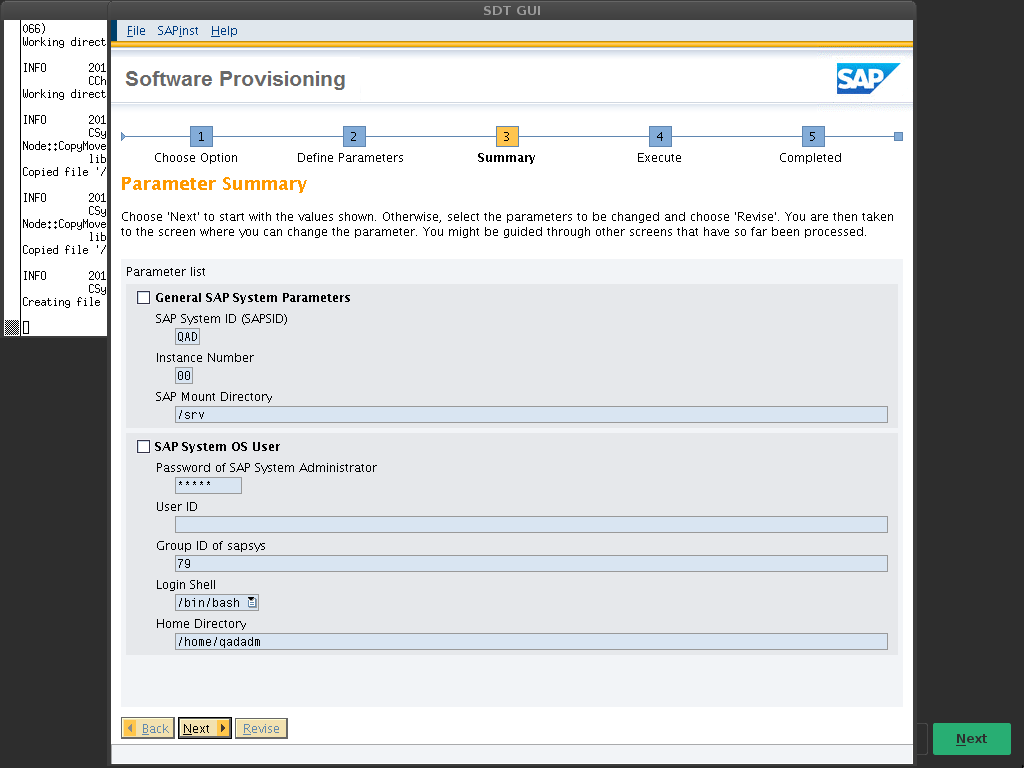 SDT GUI
066)
Working direct
INFO 201
CCh
Working direct
INFO 201
CSy
Node::CopyMove
lib
Copied file '/
INFO 201
CSy
Node::CopyMove
lib
Copied file '/
INFO 201
CSy
Creating file
File SAPinst Help
Software Provisioning
SAP
1 2 3 4 5
Choose Option Define Parameters Summary Execute Completed
Parameter Summary
Choose 'Next' to start with the values shown. Otherwise, select the parameters to be changed and choose 'Revise'. You are then taken
to the screen where you can change the parameter. You might be guided through other screens that have so far been processed.
Parameter list
General SAP System Parameters
SAP System ID (SAPSID)
QAD
Instance Number
00
SAP Mount Directory
/srv
SAP System OS User
Password of SAP System Administrator
*****
User ID
Group ID of sapsys
79
Login Shell
/bin/bash
Home Directory
/home/qadadm
Back Next Revise
Next